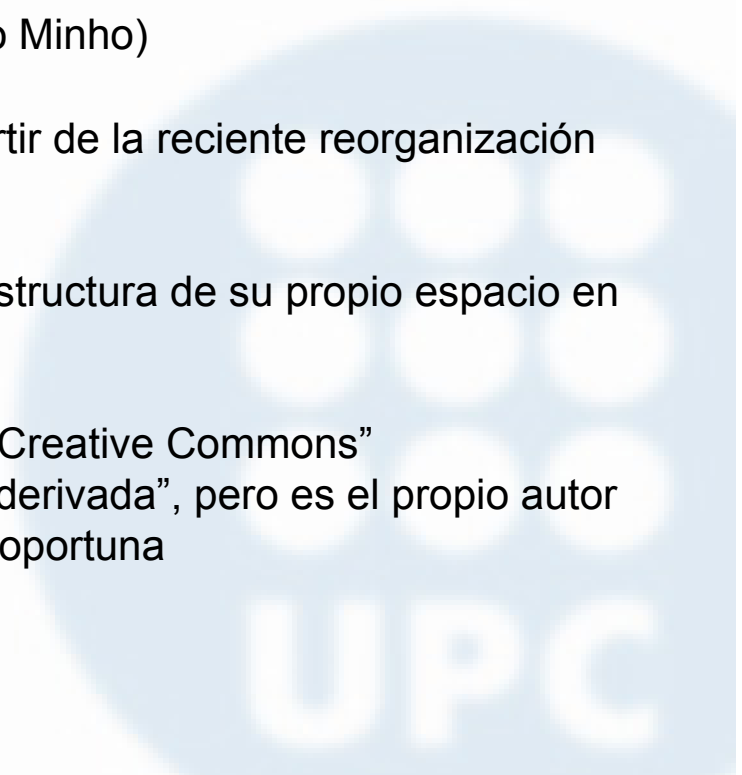 o Minho)
rtir de la reciente reorganización
structura de su propio espacio en
Creative Commons”
derivada”, pero es el propio autor
oportuna
UPC